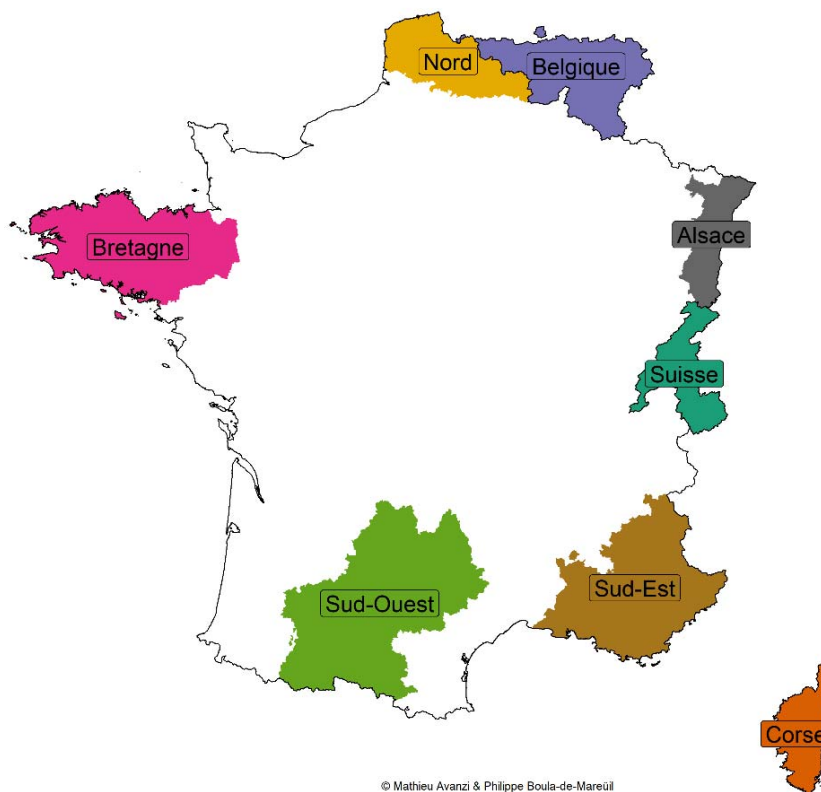 Nord
Belgique
Alsace
Bretagne
Suisse
Sud-Est
Sud-Ouest
Corse
© Mathieu Avanzi & Philippe Boula-de-Mareüil